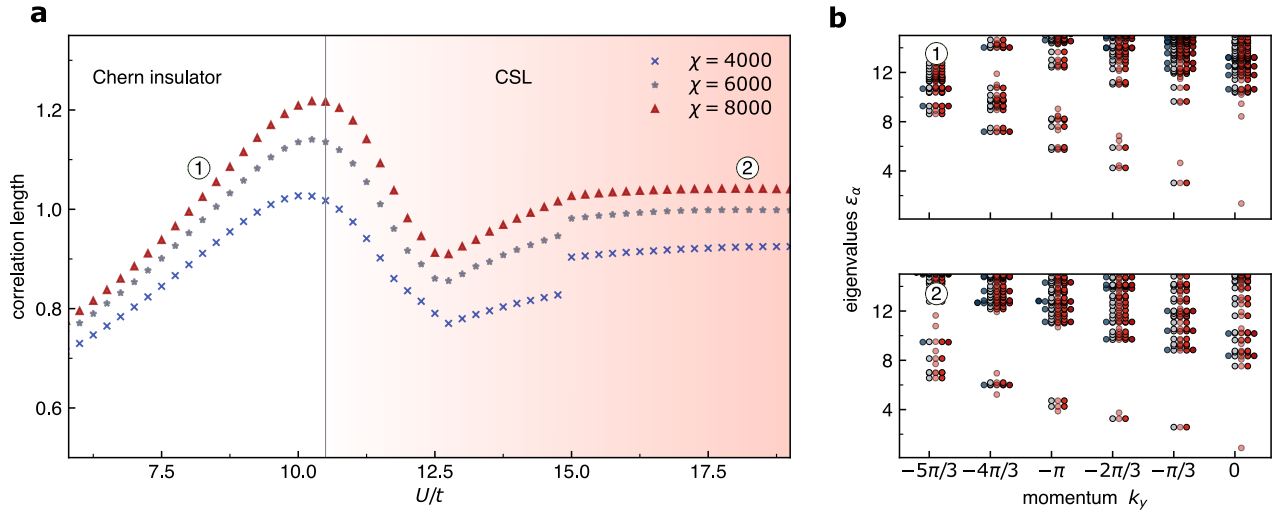 a
Chern insulator
CSL
χ = 4000
χ = 6000
χ = 8000
1
2
correlation length
1.2
1.0
0.8
0.6
7.5 10.0 12.5 15.0 17.5
U/t
b
1
12
8
4
2
12
8
4
eigenvalues ε_α
−5π/3 −4π/3 −π −2π/3 −π/3 0
momentum k_y